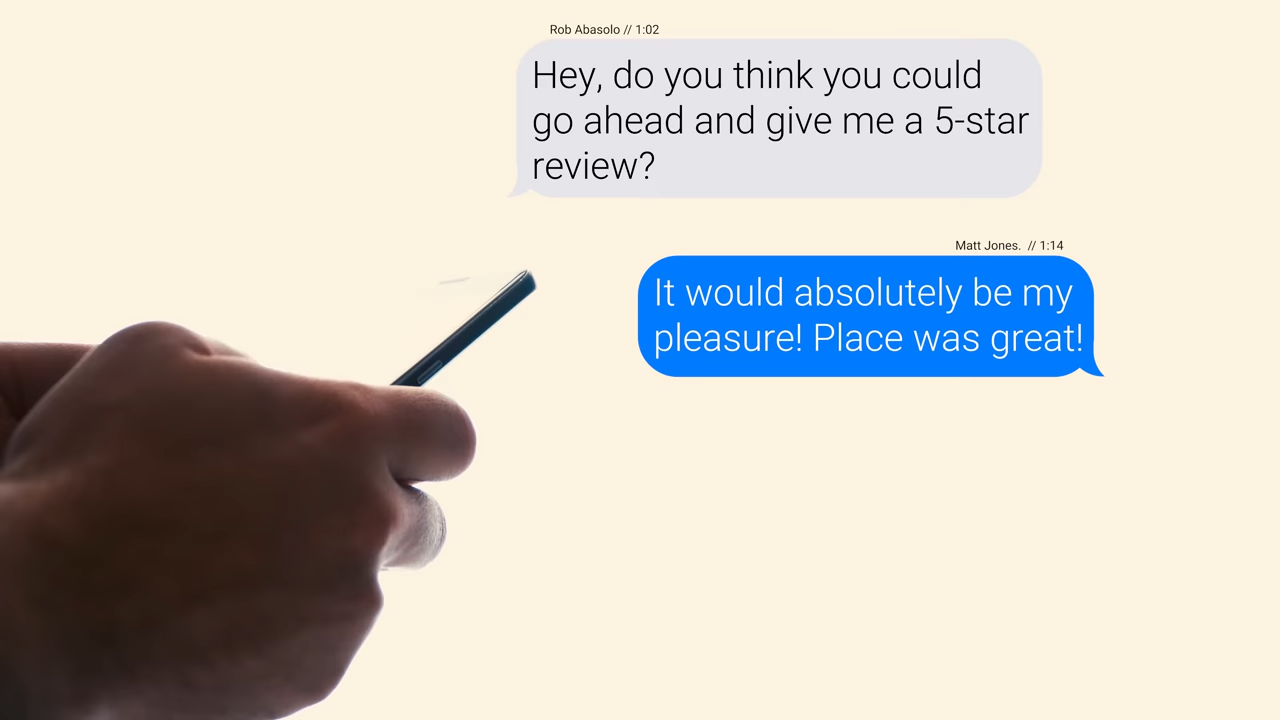 Rob Abasolo // 1:02
Hey, do you think you could
go ahead and give me a 5-star
review?
Matt Jones. // 1:14
It would absolutely be my
pleasure! Place was great!